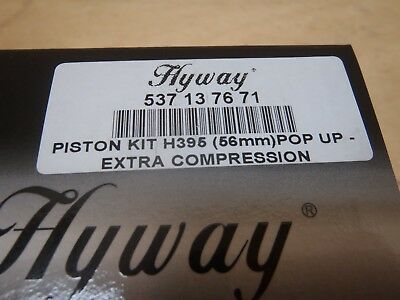 Hyway®
537 13 76 71
PISTON KIT H395 (56mm)POP UP -
EXTRA COMPRESSION
Hyway®